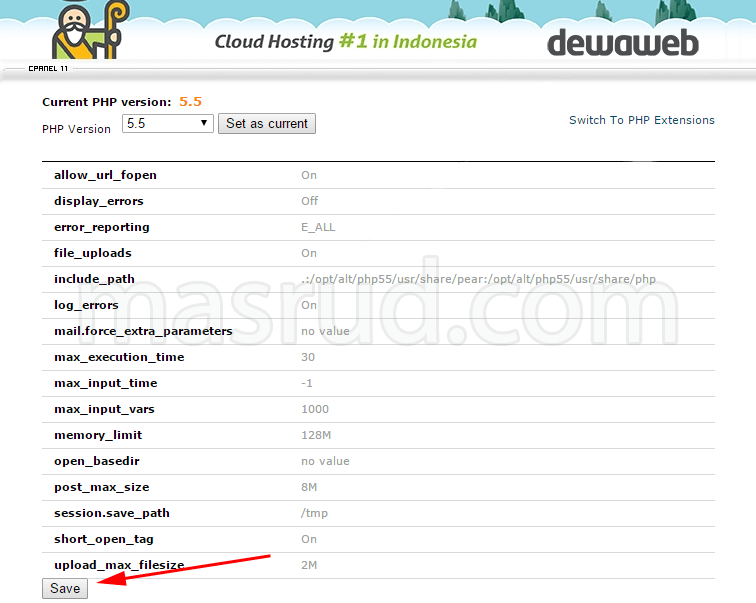 Cloud Hosting #1 in Indonesia
dewaweb
CPANEL 11
Current PHP version: 5.5
PHP Version 5.5 Set as current
Switch To PHP Extensions
allow_url_fopen On
display_errors Off
error_reporting E_ALL
file_uploads On
include_path .:/opt/alt/php55/usr/share/pear:/opt/alt/php55/usr/share/php
log_errors On
masrud.com
mail.force_extra_parameters no value
max_execution_time 30
max_input_time -1
max_input_vars 1000
memory_limit 128M
open_basedir no value
post_max_size 8M
session.save_path /tmp
short_open_tag On
upload_max_filesize 2M
Save